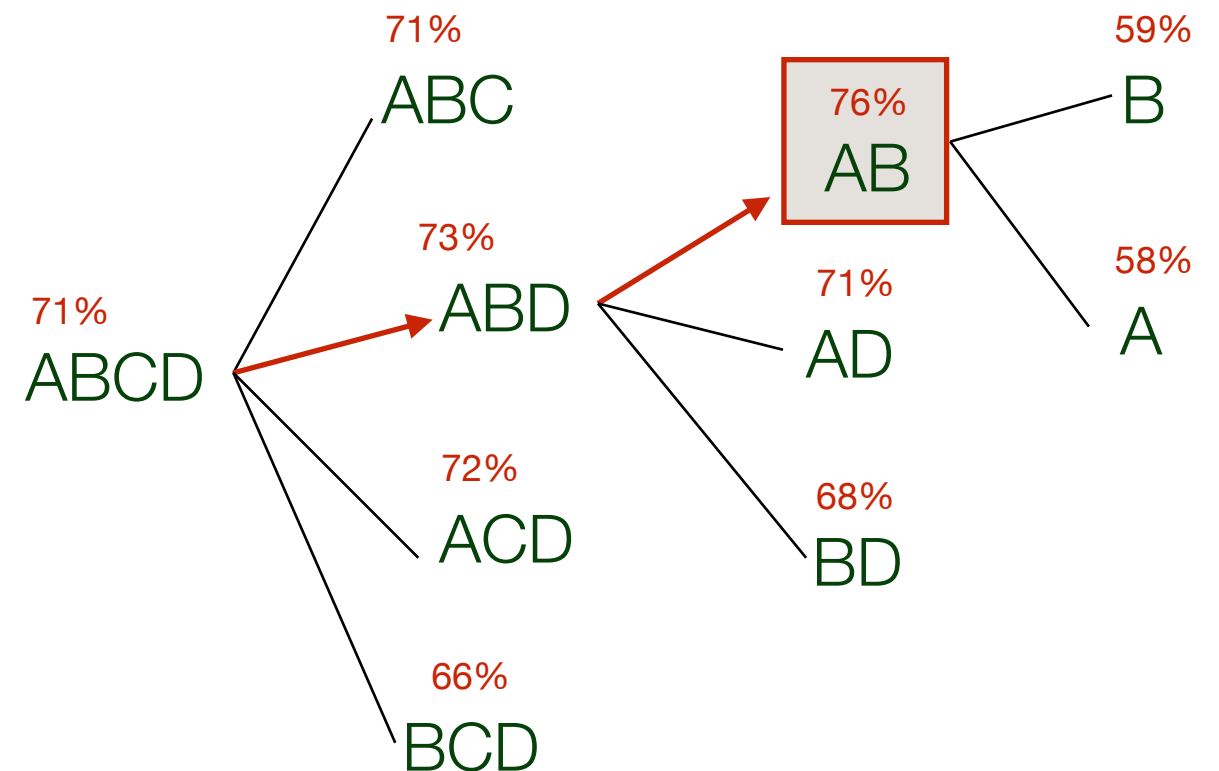 71%
ABCD
71%
ABC
73%
ABD
72%
ACD
66%
BCD
76%
AB
71%
AD
68%
BD
59%
B
58%
A